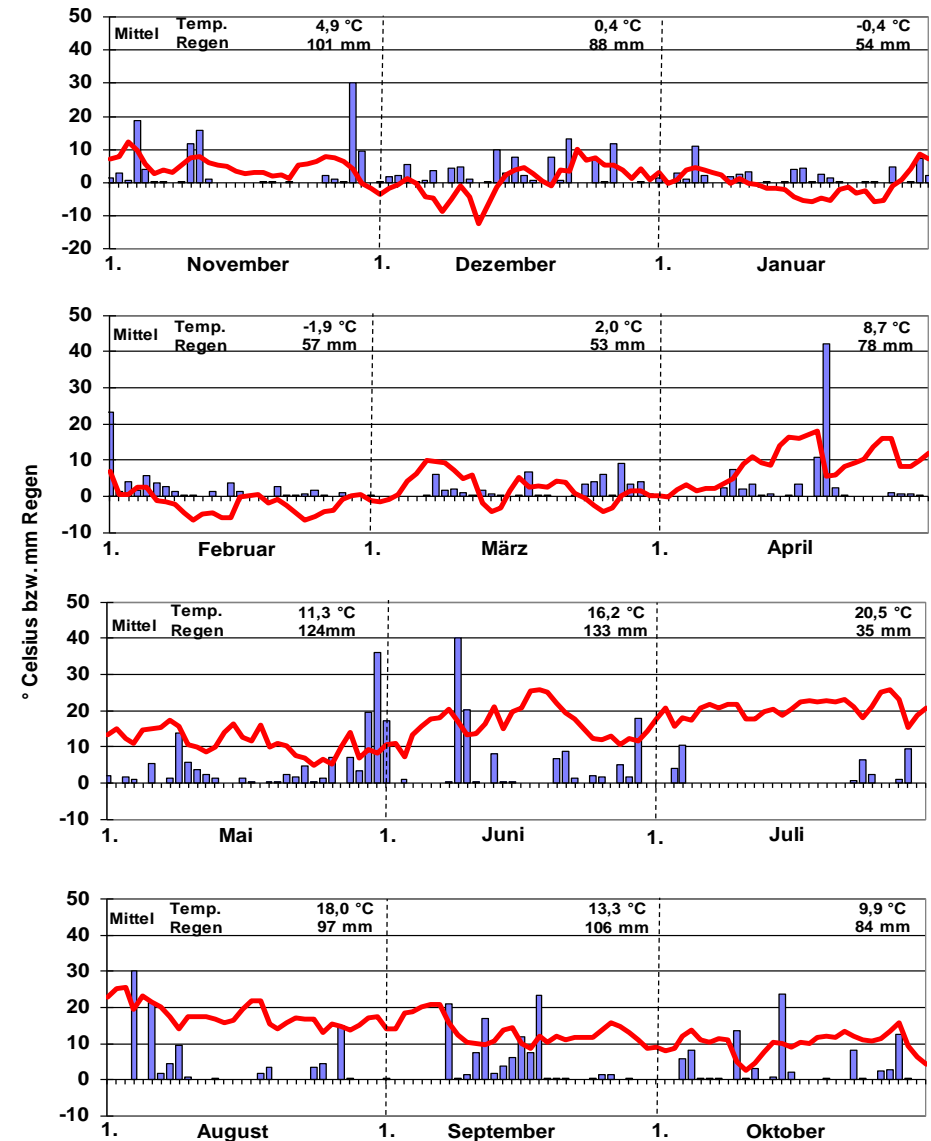 ° Celsius bzw. mm Regen
50
40
30
20
10
0
-10
-20
Mittel Temp. 4,9 °C 0,4 °C -0,4 °C
Regen 101 mm 88 mm 54 mm
1. November 1. Dezember 1. Januar
50
40
30
20
10
0
-10
Mittel Temp. -1,9 °C 2,0 °C 8,7 °C
Regen 57 mm 53 mm 78 mm
1. Februar 1. März 1. April
50
40
30
20
10
0
-10
Mittel Temp. 11,3 °C 16,2 °C 20,5 °C
Regen 124mm 133 mm 35 mm
1. Mai 1. Juni 1. Juli
50
40
30
20
10
0
-10
Mittel Temp. 18,0 °C 13,3 °C 9,9 °C
Regen 97 mm 106 mm 84 mm
1. August 1. September 1. Oktober